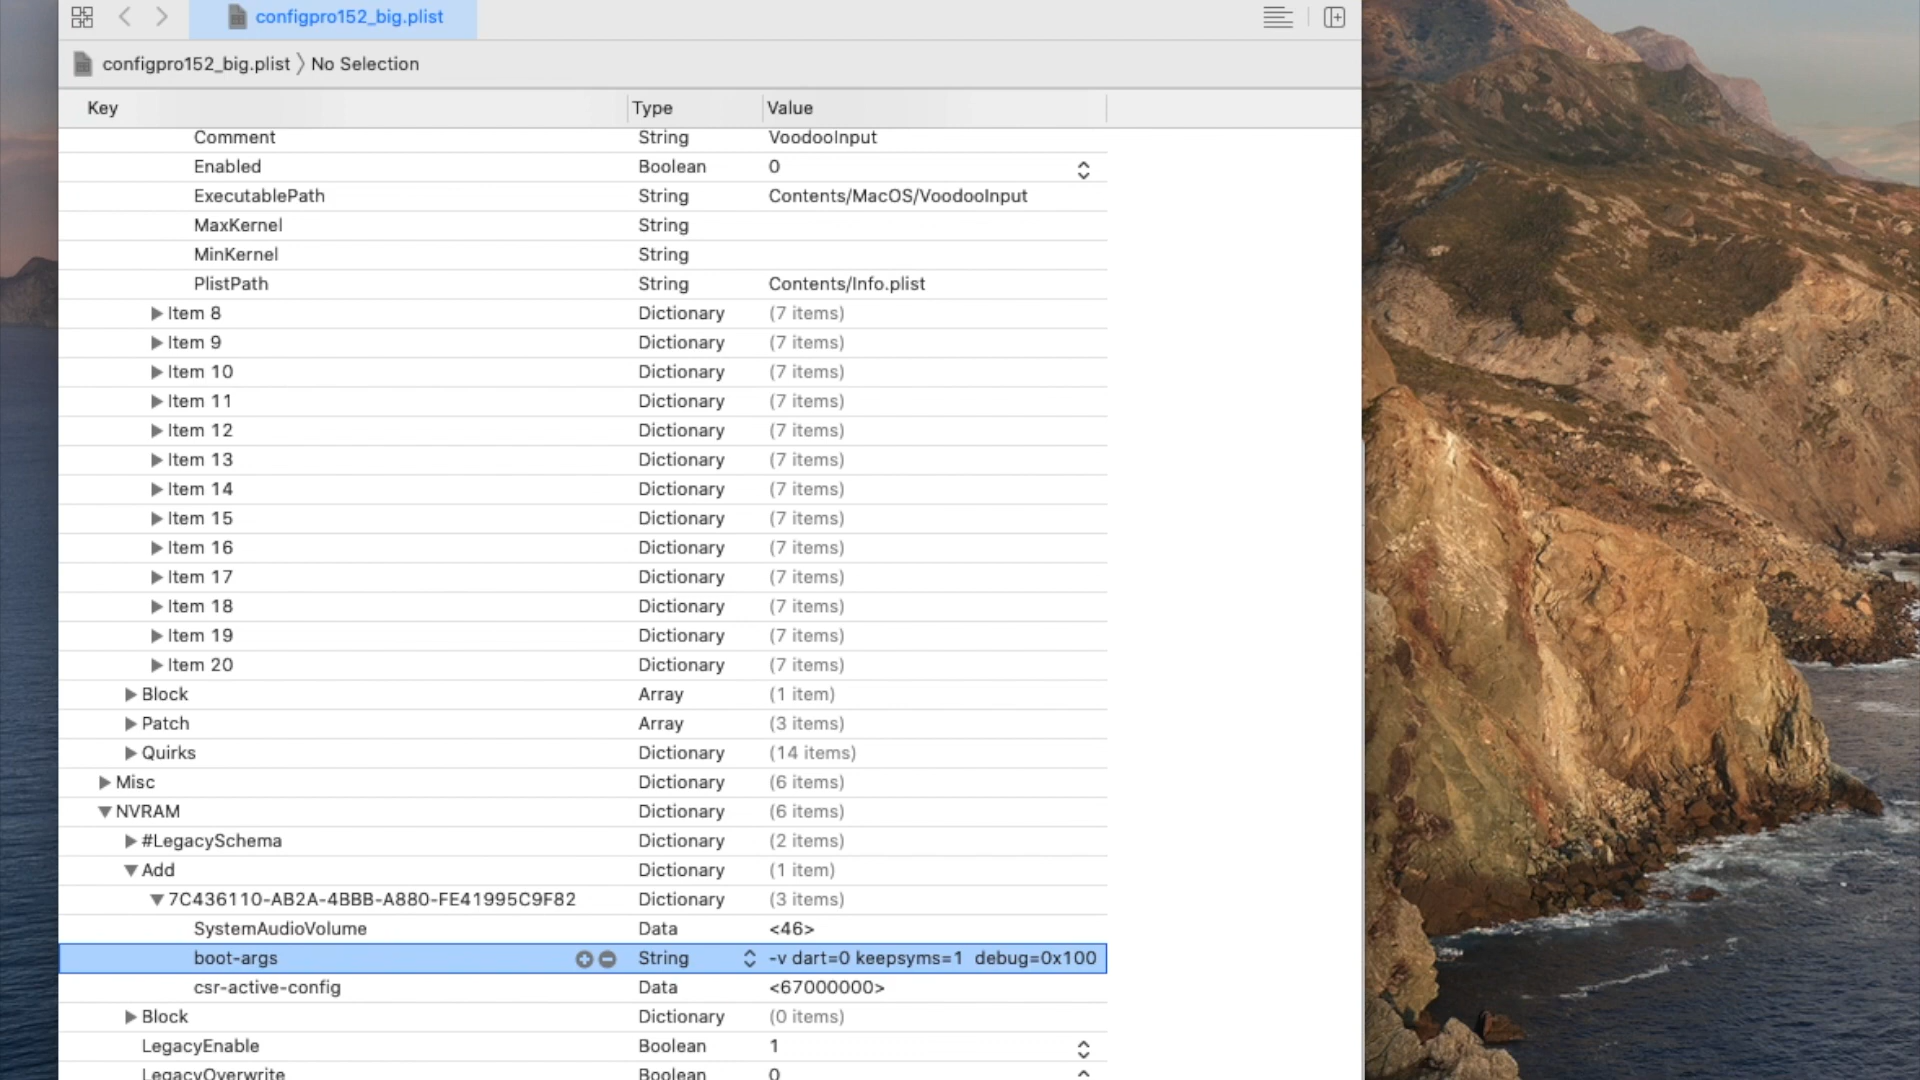 configpro152_big.plist
configpro152_big.plist 〉 No Selection
Key Type Value
Comment String VoodooInput
Enabled Boolean 0
ExecutablePath String Contents/MacOS/VoodooInput
MaxKernel String
MinKernel String
PlistPath String Contents/Info.plist
Item 8 Dictionary (7 items)
Item 9 Dictionary (7 items)
Item 10 Dictionary (7 items)
Item 11 Dictionary (7 items)
Item 12 Dictionary (7 items)
Item 13 Dictionary (7 items)
Item 14 Dictionary (7 items)
Item 15 Dictionary (7 items)
Item 16 Dictionary (7 items)
Item 17 Dictionary (7 items)
Item 18 Dictionary (7 items)
Item 19 Dictionary (7 items)
Item 20 Dictionary (7 items)
Block Array (1 item)
Patch Array (3 items)
Quirks Dictionary (14 items)
Misc Dictionary (6 items)
NVRAM Dictionary (6 items)
#LegacySchema Dictionary (2 items)
Add Dictionary (1 item)
7C436110-AB2A-4BBB-A880-FE41995C9F82 Dictionary (3 items)
SystemAudioVolume Data <46>
boot-args String -v dart=0 keepsyms=1  debug=0x100
csr-active-config Data <67000000>
Block Dictionary (0 items)
LegacyEnable Boolean 1
LegacyOverwrite Boolean 0